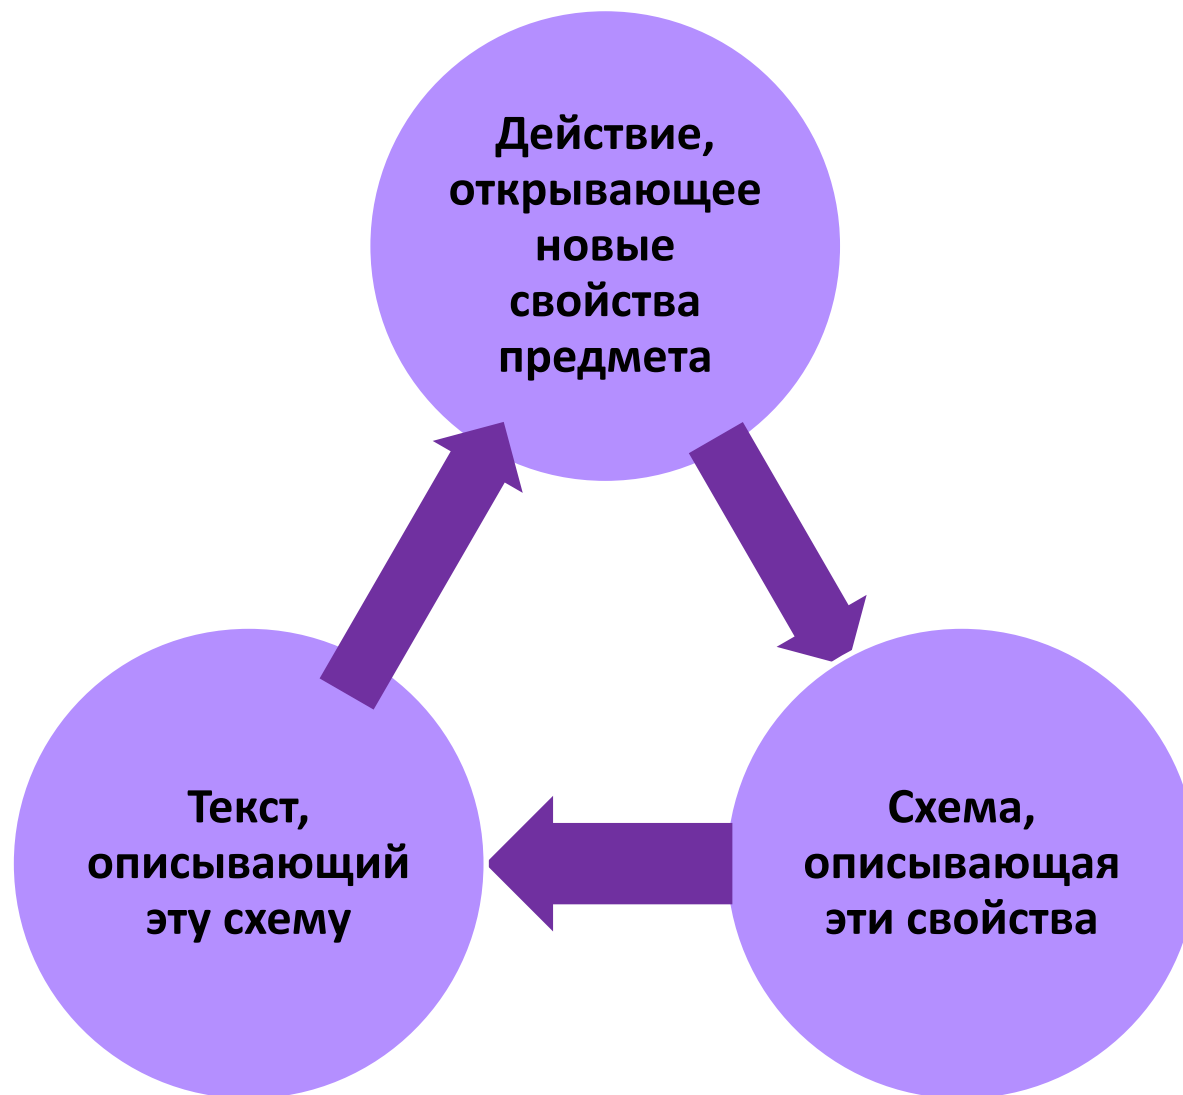 Действие,
открывающее
новые
свойства
предмета
Текст,
описывающий
эту схему
Схема,
описывающая
эти свойства